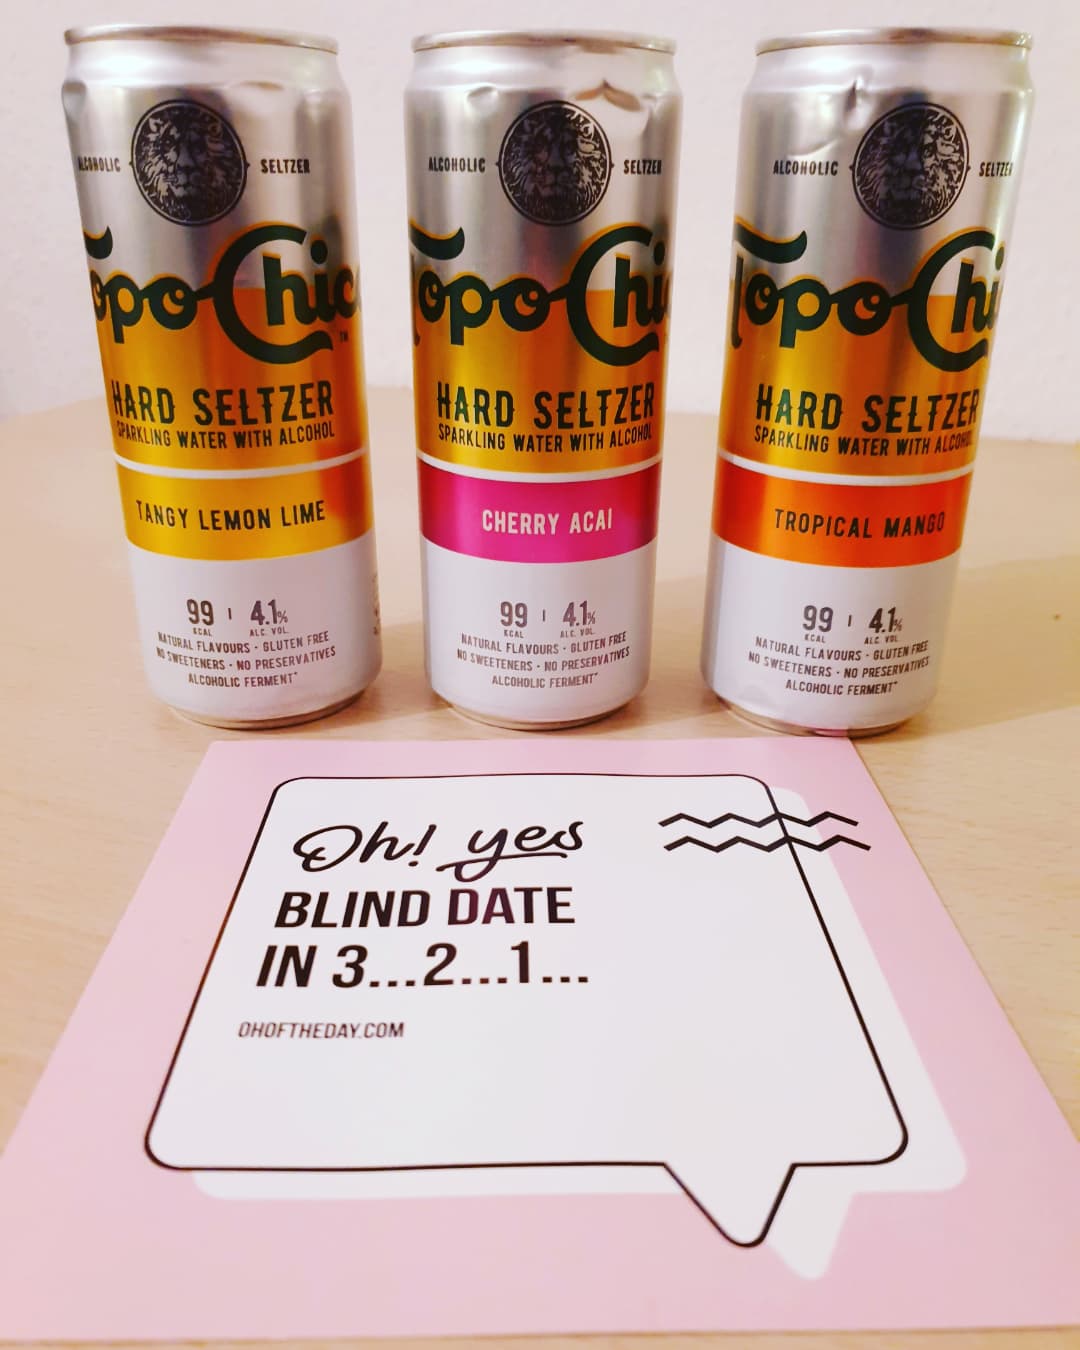 ALCOHOLIC SELTZER
Topo Chico
TM
HARD SELTZER
SPARKLING WATER WITH ALCOHOL
TANGY LEMON LIME
99 | 4.1%
KCAL ALC. VOL.
NATURAL FLAVOURS · GLUTEN FREE
NO SWEETENERS · NO PRESERVATIVES
ALCOHOLIC FERMENT*
ALCOHOLIC SELTZER
Topo Chi
HARD SELTZER
SPARKLING WATER WITH ALCOHOL
CHERRY ACAI
99 | 4.1%
KCAL ALC. VOL.
NATURAL FLAVOURS · GLUTEN FREE
NO SWEETENERS · NO PRESERVATIVES
ALCOHOLIC FERMENT*
ALCOHOLIC SELTZER
Topo Chi
HARD SELTZER
SPARKLING WATER WITH ALCOHOL
TROPICAL MANGO
99 | 4.1%
KCAL ALC. VOL.
NATURAL FLAVOURS · GLUTEN FREE
NO SWEETENERS · NO PRESERVATIVES
ALCOHOLIC FERMENT*
Oh! yes
BLIND DATE
IN 3...2...1...
OHOFTHEDAY.COM